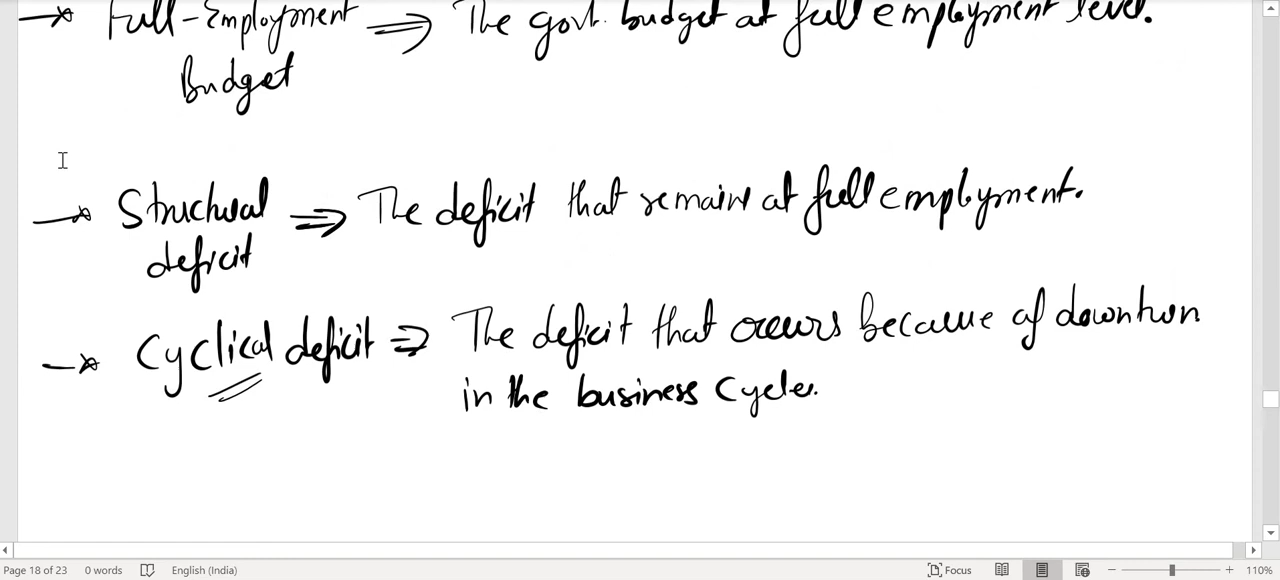 Full-Employment ⇒ The govt. budget at full employment level.
Budget
Structural ⇒ The deficit that remains at full employment.
deficit
Cyclical deficit ⇒ The deficit that occurs because of downturn
in the business Cycle.
Page 18 of 23 0 words English (India) Focus 110%